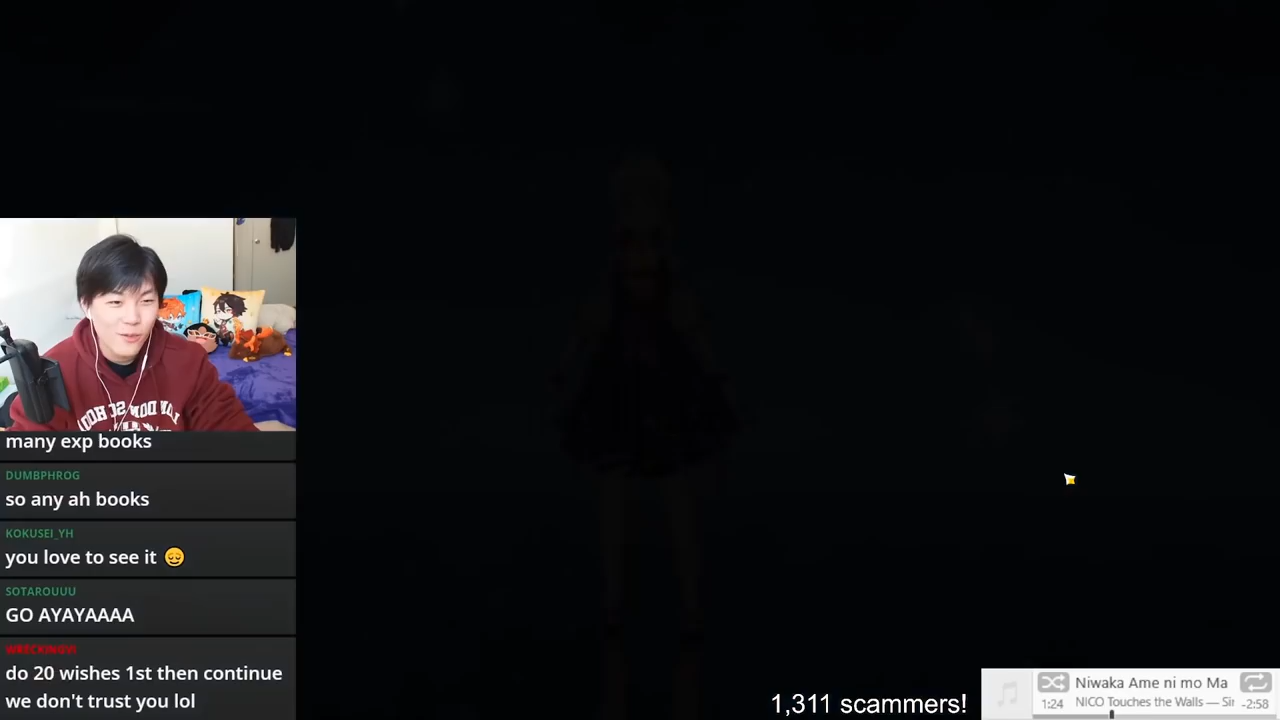 many exp books
DUMBPHROG
so any ah books
KOKUSEI_YH
you love to see it 😌
SOTAROUUU
GO AYAYAAAA
do 20 wishes 1st then continue
we don't trust you lol
1,311 scammers!
Niwaka Ame ni mo Ma
1:24 NICO Touches the Walls — Sir -2:58